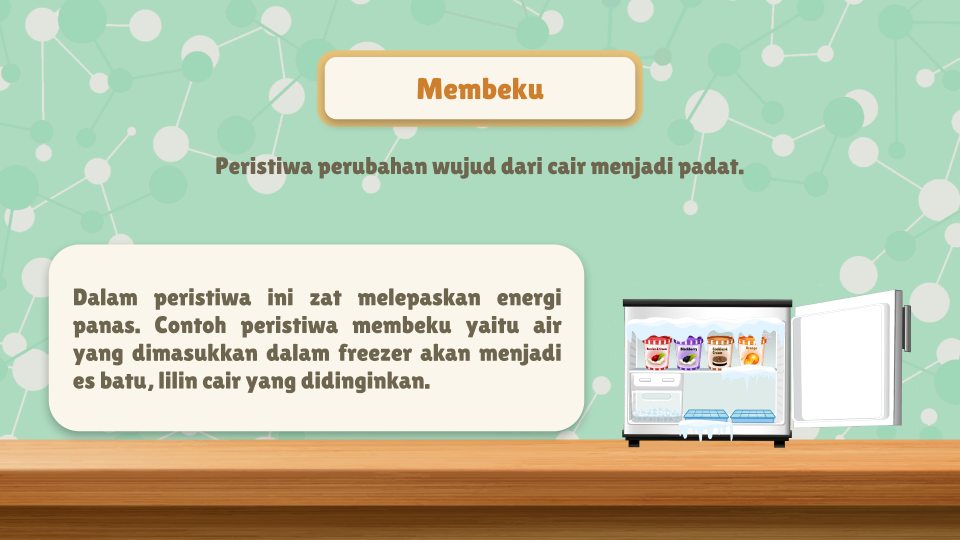 Membeku
Peristiwa perubahan wujud dari cair menjadi padat.
Dalam peristiwa ini zat melepaskan energi
panas. Contoh peristiwa membeku yaitu air
yang dimasukkan dalam freezer akan menjadi
es batu, lilin cair yang didinginkan.
Blackberry